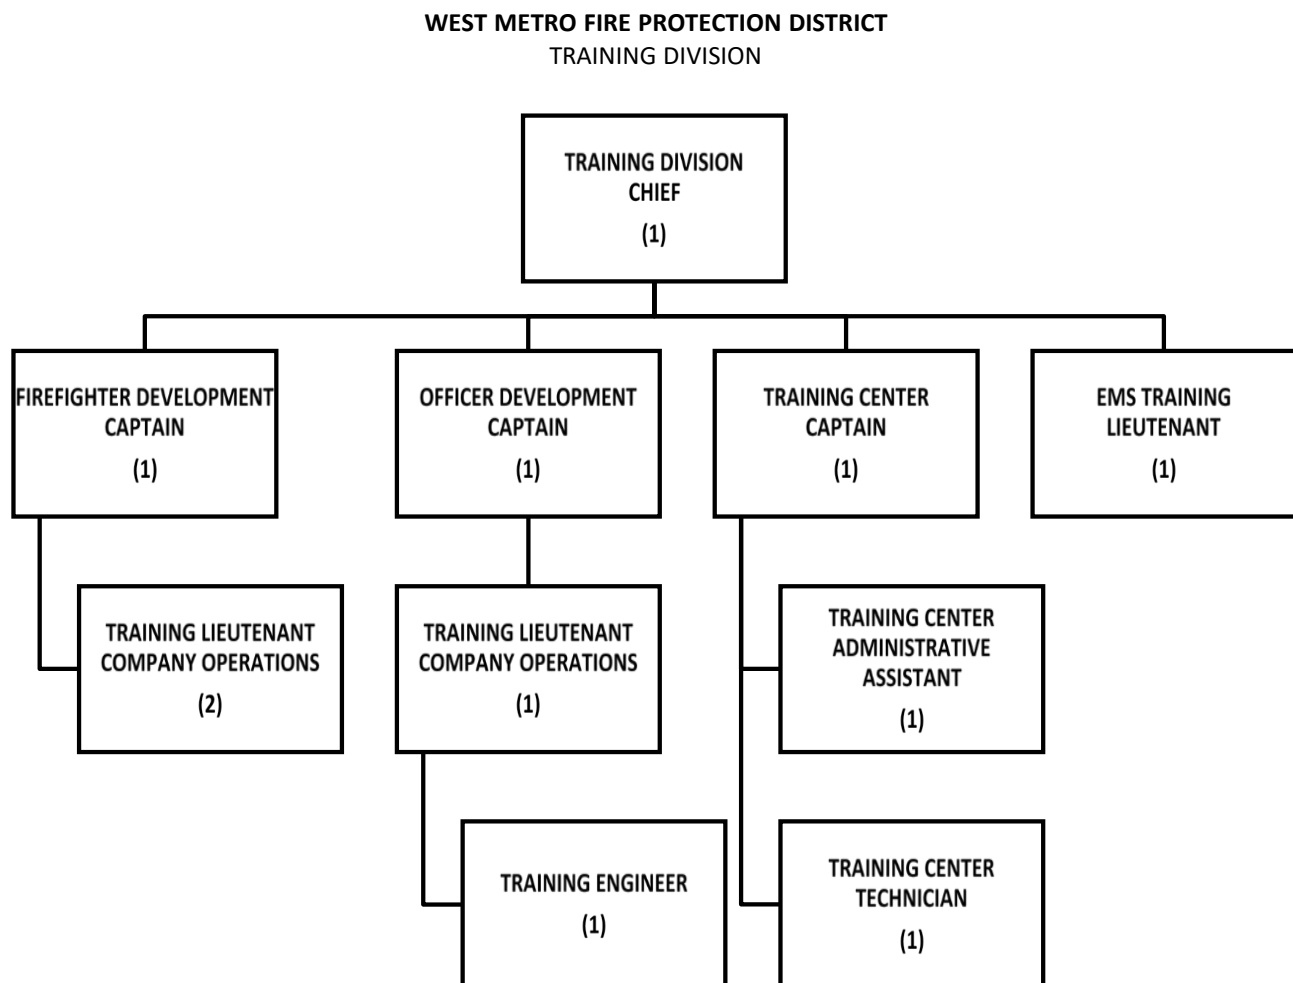 WEST METRO FIRE PROTECTION DISTRICT
TRAINING DIVISION
TRAINING DIVISION
CHIEF
(1)
FIREFIGHTER DEVELOPMENT
CAPTAIN
(1)
OFFICER DEVELOPMENT
CAPTAIN
(1)
TRAINING CENTER
CAPTAIN
(1)
EMS TRAINING
LIEUTENANT
(1)
TRAINING LIEUTENANT
COMPANY OPERATIONS
(2)
TRAINING LIEUTENANT
COMPANY OPERATIONS
(1)
TRAINING CENTER
ADMINISTRATIVE
ASSISTANT
(1)
TRAINING ENGINEER
(1)
TRAINING CENTER
TECHNICIAN
(1)